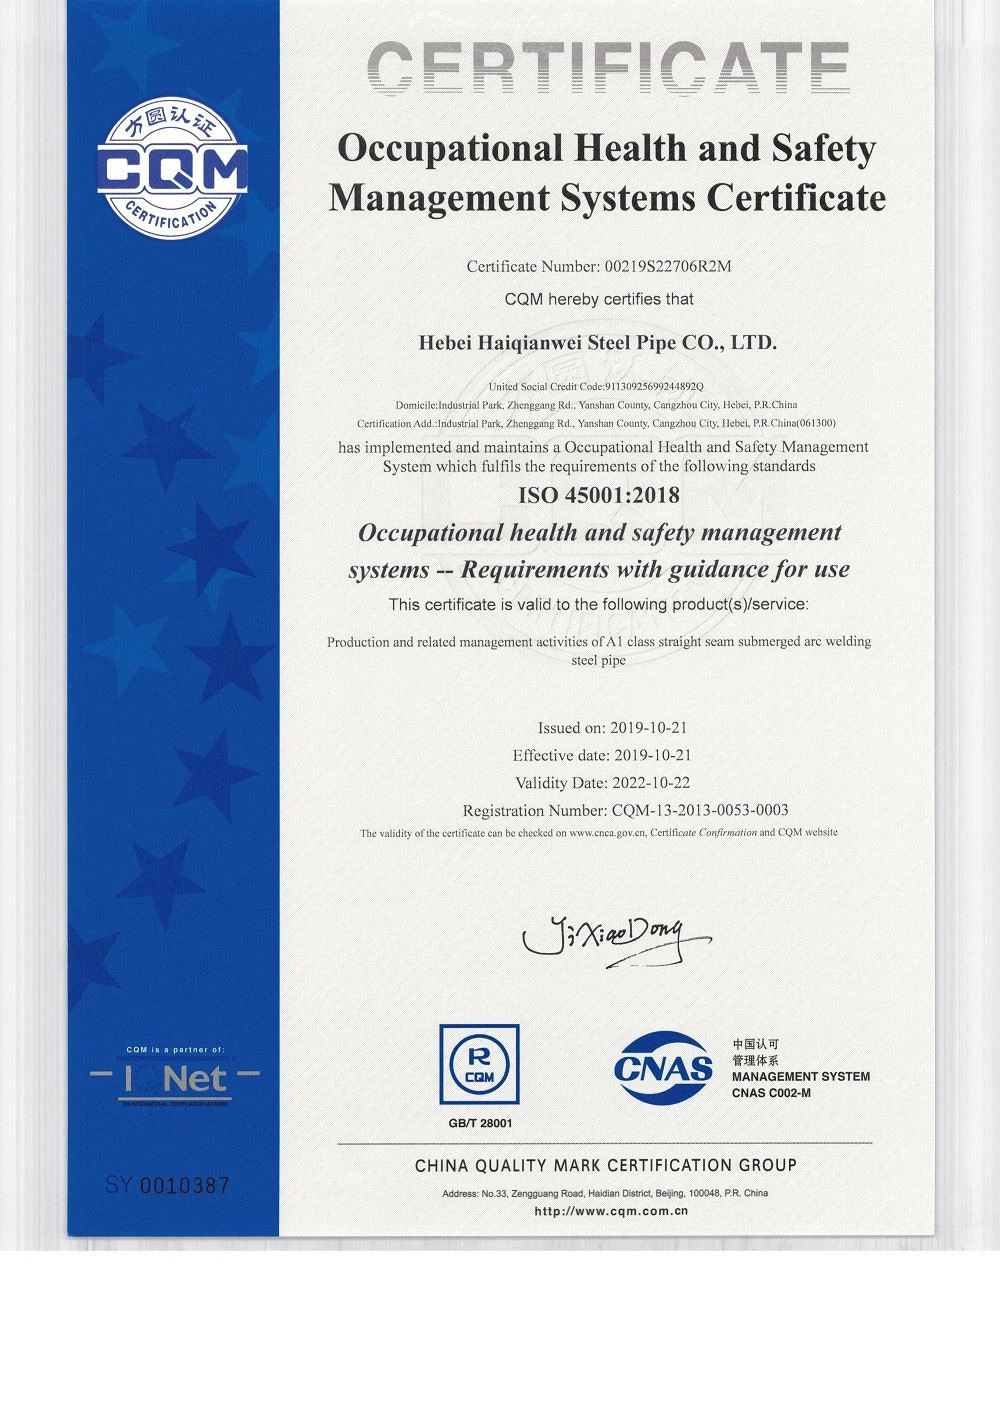 CERTIFICATE
方圆认证
CQM
CERTIFICATION
Occupational Health and Safety
Management Systems Certificate
Certificate Number: 00219S22706R2M
CQM hereby certifies that
Hebei Haiqianwei Steel Pipe CO., LTD.
United Social Credit Code:91130925699244892Q
Domicile:Industrial Park, Zhenggang Rd., Yanshan County, Cangzhou City, Hebei, P.R.China
Certification Add.:Industrial Park, Zhenggang Rd., Yanshan County, Cangzhou City, Hebei, P.R.China(061300)
has implemented and maintains a Occupational Health and Safety Management
System which fulfils the requirements of the following standards
ISO 45001:2018
Occupational health and safety management
systems -- Requirements with guidance for use
This certificate is valid to the following product(s)/service:
Production and related management activities of A1 class straight seam submerged arc welding
steel pipe
Issued on: 2019-10-21
Effective date: 2019-10-21
Validity Date: 2022-10-22
Registration Number: CQM-13-2013-0053-0003
The validity of the certificate can be checked on www.cnca.gov.cn, Certificate Confirmation and CQM website
Ji XiaoDong
CQM is a partner of:
IQNet
THE INTERNATIONAL CERTIFICATION NETWORK
SY 0010387
R
CQM
GB/T 28001
CNAS
中国认可
管理体系
MANAGEMENT SYSTEM
CNAS C002-M
CHINA QUALITY MARK CERTIFICATION GROUP
Address: No.33, Zengguang Road, Haidian District, Beijing, 100048, P.R. China
http://www.cqm.com.cn